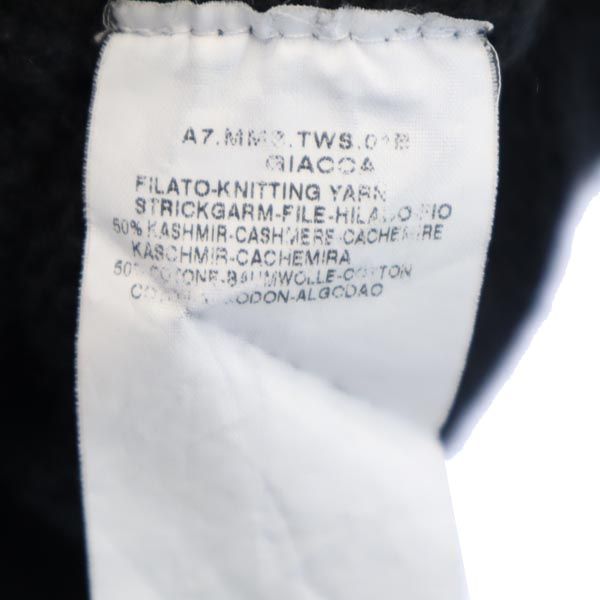 A7.MM3.TWS.01B
GIACCA
FILATO-KNITTING YARN
STRICKGARM-FILE-HILADO-FIO
50% KASHMIR-CASHMERE-CACHEMIRE
KASCHMIR-CACHEMIRA
50% COTONE-BAUMWOLLE-COTTON
COTON-ALGODON-ALGODAO